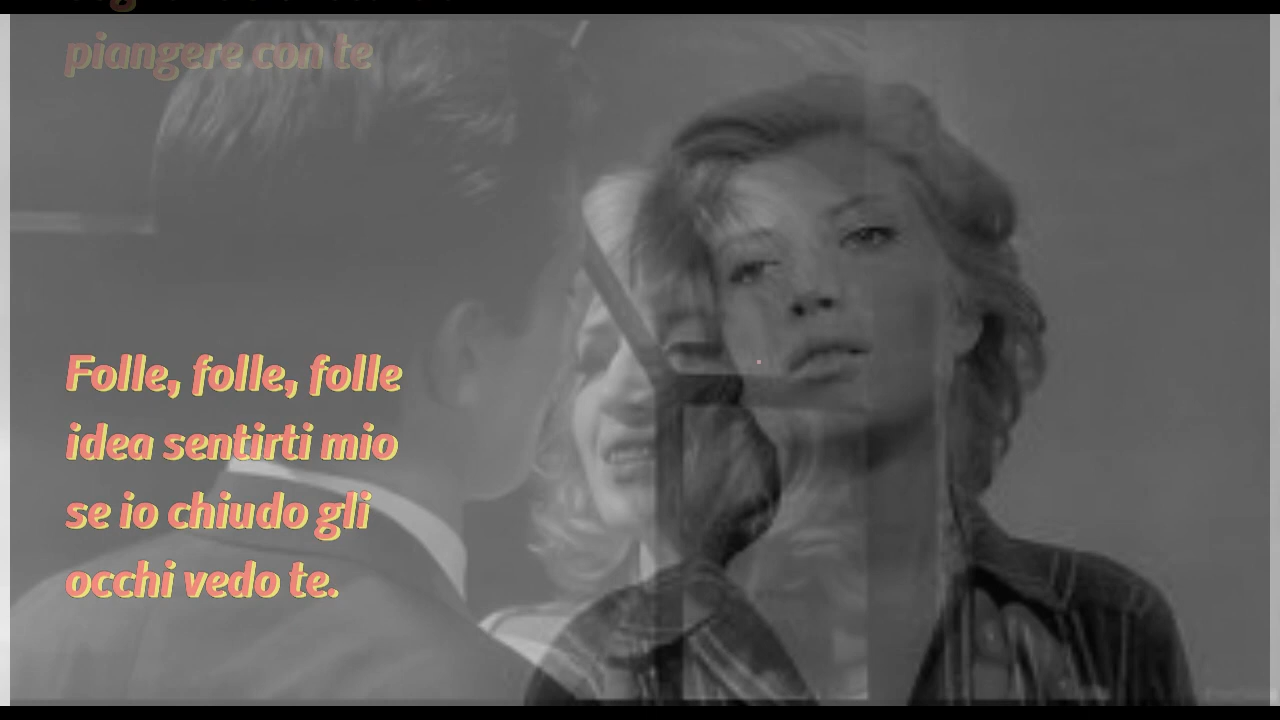 piangere con te
Folle, folle, folle
idea sentirti mio
se io chiudo gli
occhi vedo te.